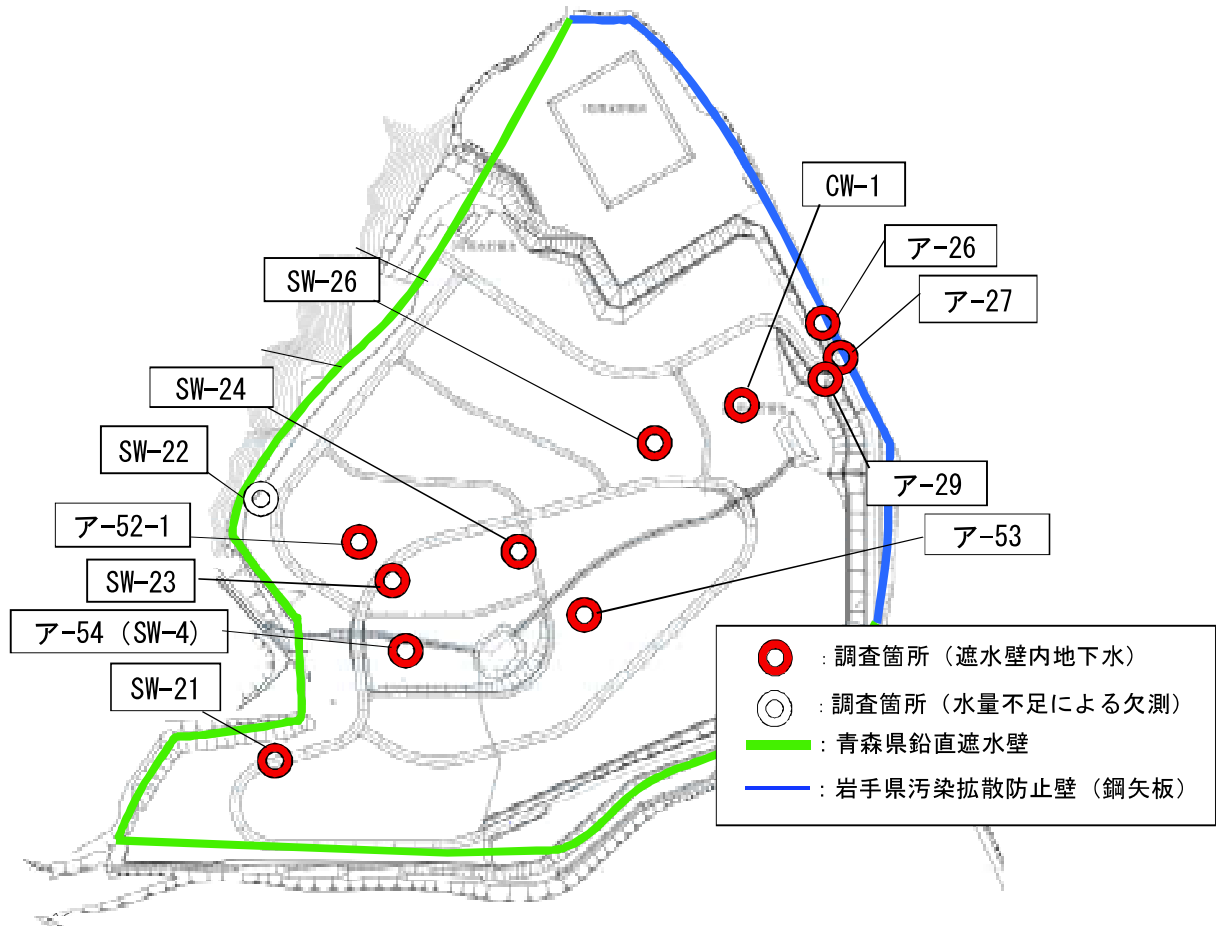 CW-1
ア-26
SW-26
ア-27
SW-24
SW-22
ア-29
ア-52-1
ア-53
SW-23
ア-54（SW-4）
SW-21
：調査箇所（遮水壁内地下水）
：調査箇所（水量不足による欠測）
：青森県鉛直遮水壁
：岩手県汚染拡散防止壁（鋼矢板）